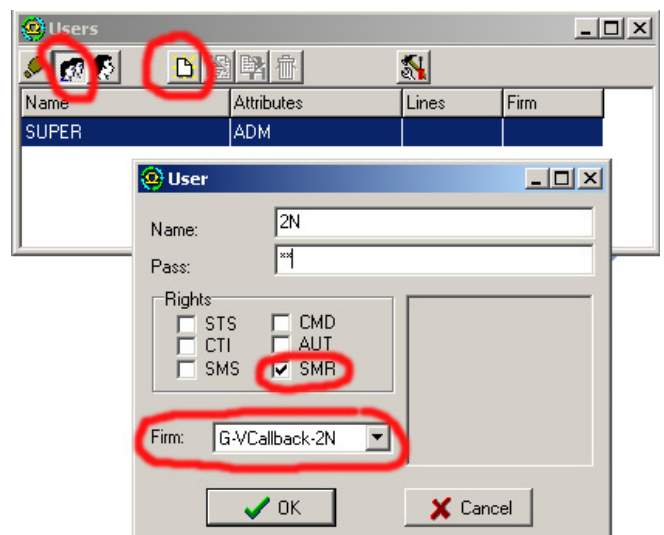 Users
Name Attributes Lines Firm
SUPER ADM
User
Name: 2N
Pass: **
Rights
STS CMD
CTI AUT
SMS SMR
Firm: G-VCallback-2N
OK Cancel